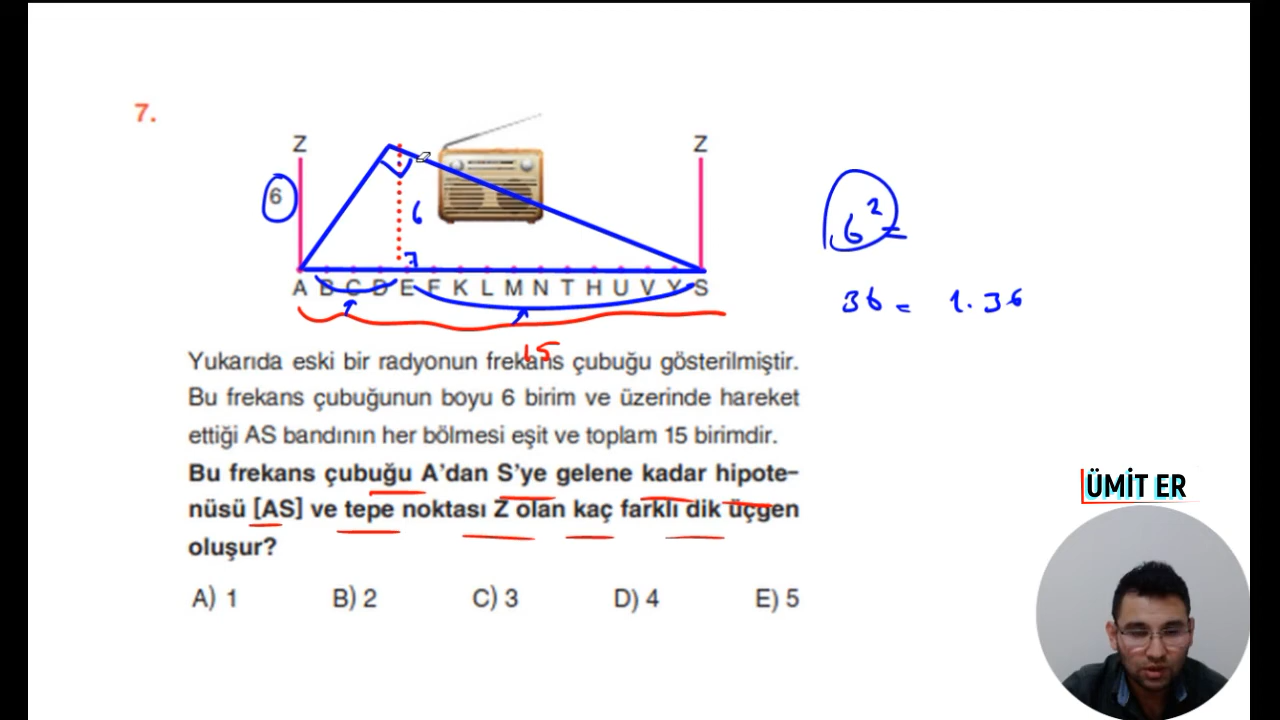 7.
Z
Z
6
6
7
A B C D E F K L M N T H U V Y S
15
6² =
36 = 1.36
Yukarıda eski bir radyonun frekans çubuğu gösterilmiştir.
Bu frekans çubuğunun boyu 6 birim ve üzerinde hareket
ettiği AS bandının her bölmesi eşit ve toplam 15 birimdir.
Bu frekans çubuğu A'dan S'ye gelene kadar hipote-
nüsü [AS] ve tepe noktası Z olan kaç farklı dik üçgen
oluşur?
A) 1 B) 2 C) 3 D) 4 E) 5
ÜMİT ER